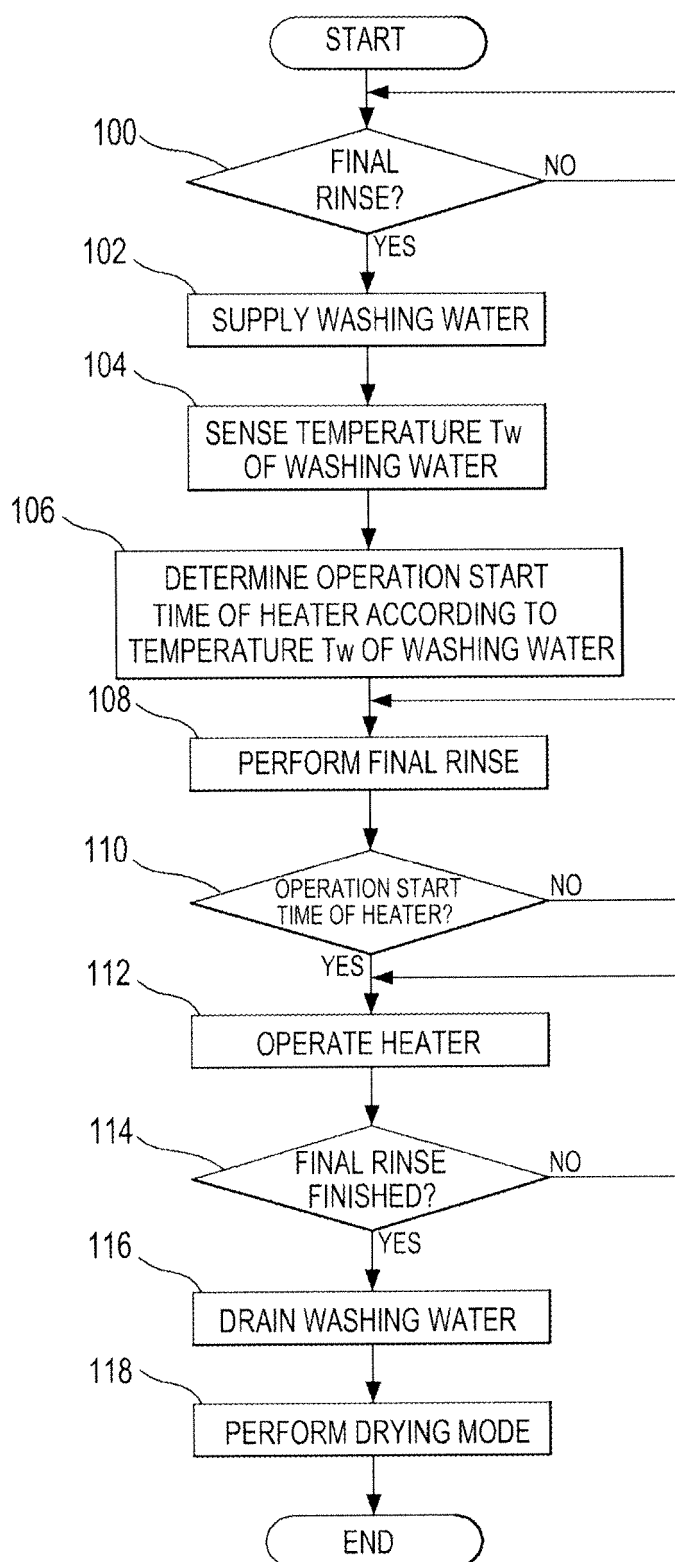 START
100
FINAL
RINSE?
NO
YES
102
SUPPLY WASHING WATER
104
SENSE TEMPERATURE Tw
OF WASHING WATER
106
DETERMINE OPERATION START
TIME OF HEATER ACCORDING TO
TEMPERATURE Tw OF WASHING WATER
108
PERFORM FINAL RINSE
110
OPERATION START
TIME OF HEATER?
NO
YES
112
OPERATE HEATER
114
FINAL RINSE
FINISHED?
NO
YES
116
DRAIN WASHING WATER
118
PERFORM DRYING MODE
END